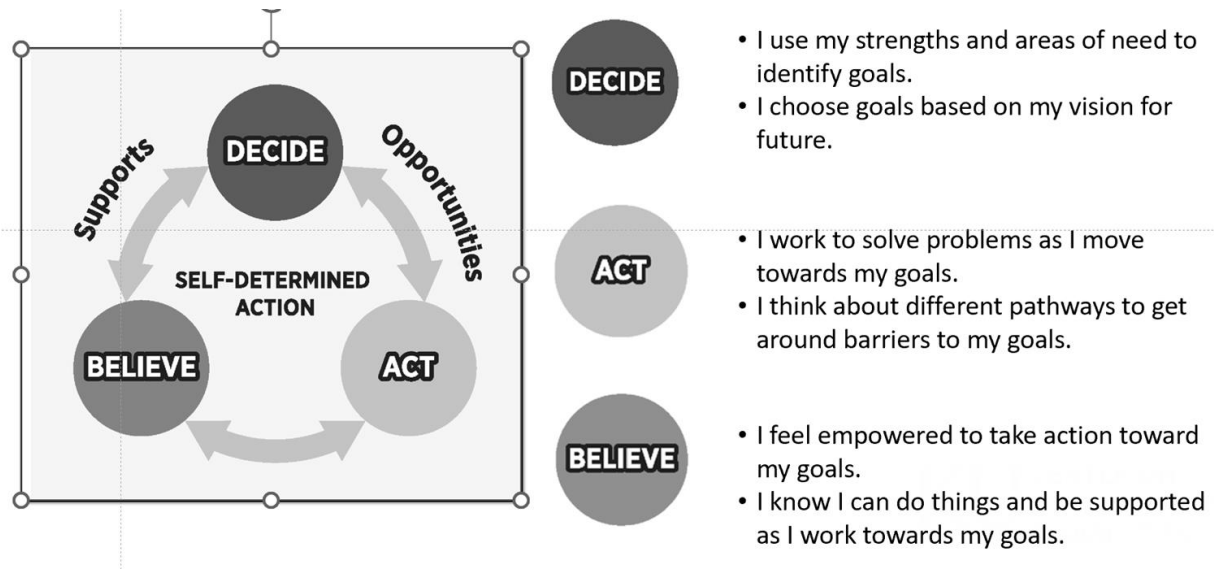 Supports
Opportunities
DECIDE
SELF-DETERMINED
ACTION
BELIEVE
ACT
DECIDE
• I use my strengths and areas of need to
identify goals.
• I choose goals based on my vision for
future.
ACT
• I work to solve problems as I move
towards my goals.
• I think about different pathways to get
around barriers to my goals.
BELIEVE
• I feel empowered to take action toward
my goals.
• I know I can do things and be supported
as I work towards my goals.